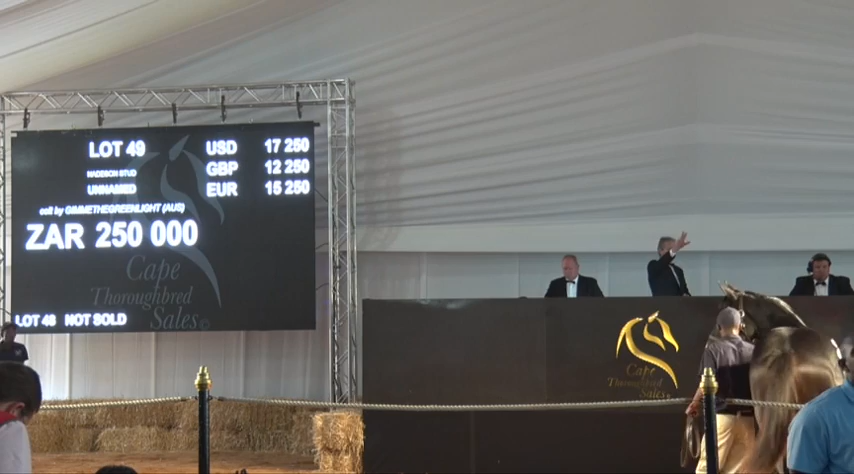 LOT 49
USD 17 250
NADESON STUD
GBP 12 250
UNNAMED
EUR 15 250
colt by GIMMETHEGREENLIGHT (AUS)
ZAR 250 000
Cape
Thoroughbred
Sales
LOT 48 NOT SOLD
Cape
Thoroughbred
Sales